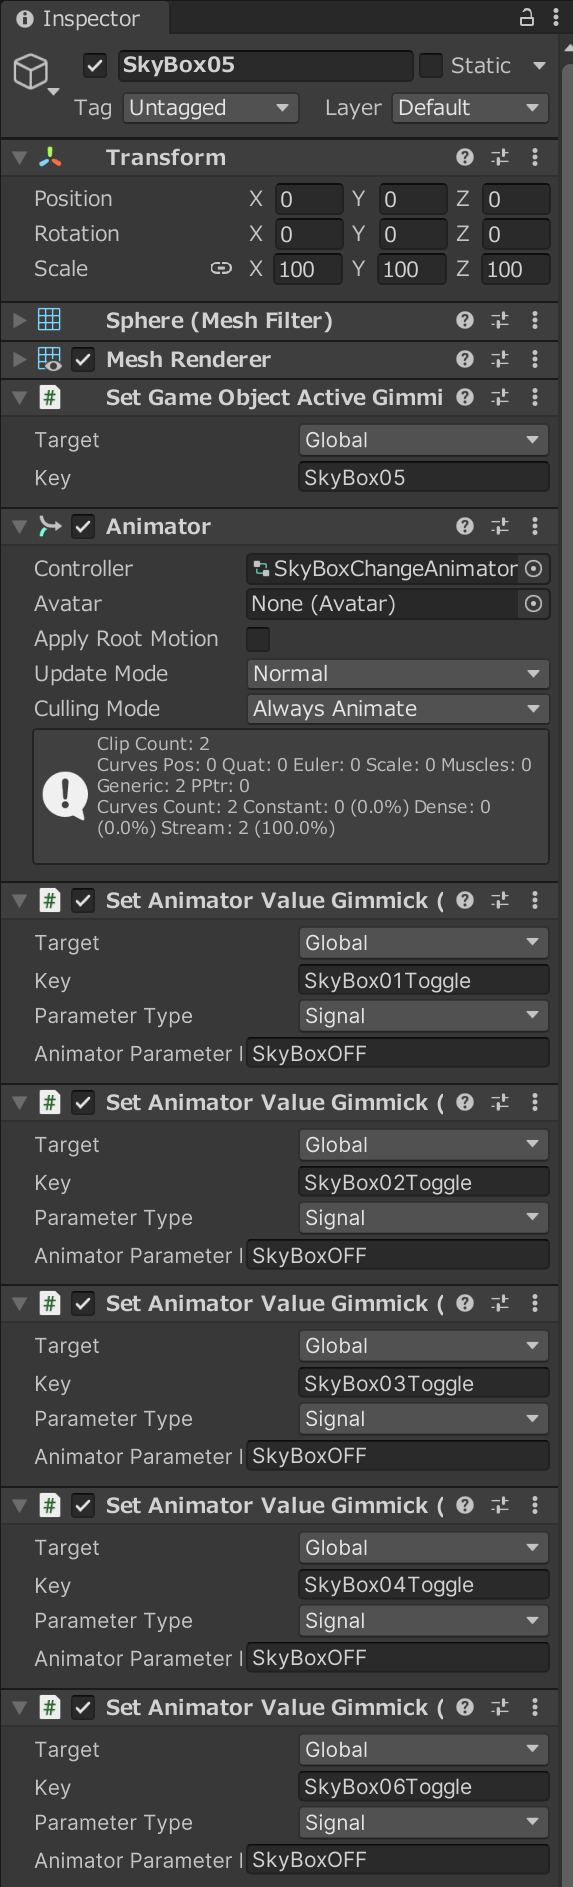 Inspector
SkyBox05 Static
Tag Untagged Layer Default
Transform
Position X 0 Y 0 Z 0
Rotation X 0 Y 0 Z 0
Scale X 100 Y 100 Z 100
Sphere (Mesh Filter)
Mesh Renderer
Set Game Object Active Gimmi
Target Global
Key SkyBox05
Animator
Controller SkyBoxChangeAnimator
Avatar None (Avatar)
Apply Root Motion
Update Mode Normal
Culling Mode Always Animate
Clip Count: 2
Curves Pos: 0 Quat: 0 Euler: 0 Scale: 0 Muscles: 0
Generic: 2 PPtr: 0
Curves Count: 2 Constant: 0 (0.0%) Dense: 0
(0.0%) Stream: 2 (100.0%)
Set Animator Value Gimmick (
Target Global
Key SkyBox01Toggle
Parameter Type Signal
Animator Parameter SkyBoxOFF
Set Animator Value Gimmick (
Target Global
Key SkyBox02Toggle
Parameter Type Signal
Animator Parameter SkyBoxOFF
Set Animator Value Gimmick (
Target Global
Key SkyBox03Toggle
Parameter Type Signal
Animator Parameter SkyBoxOFF
Set Animator Value Gimmick (
Target Global
Key SkyBox04Toggle
Parameter Type Signal
Animator Parameter SkyBoxOFF
Set Animator Value Gimmick (
Target Global
Key SkyBox06Toggle
Parameter Type Signal
Animator Parameter SkyBoxOFF